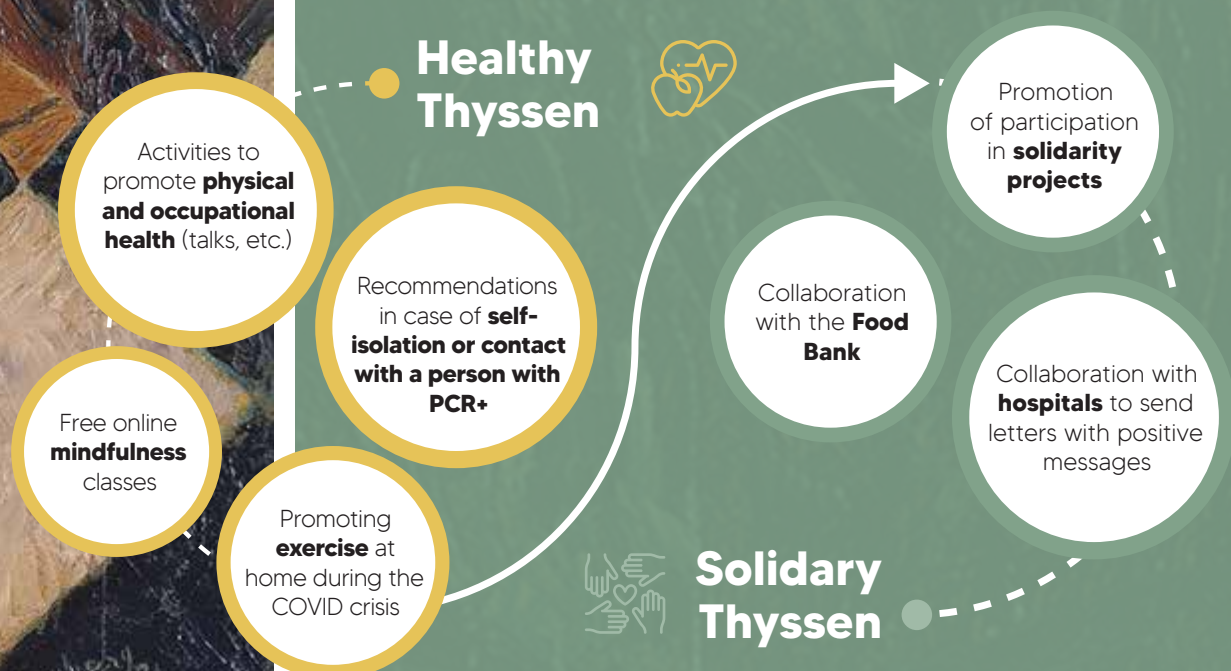 Healthy
Thyssen
Activities to
promote physical
and occupational
health (talks, etc.)
Recommendations
in case of self-
isolation or contact
with a person with
PCR+
Free online
mindfulness
classes
Promoting
exercise at
home during the
COVID crisis
Promotion
of participation
in solidarity
projects
Collaboration
with the Food
Bank
Collaboration with
hospitals to send
letters with positive
messages
Solidary
Thyssen